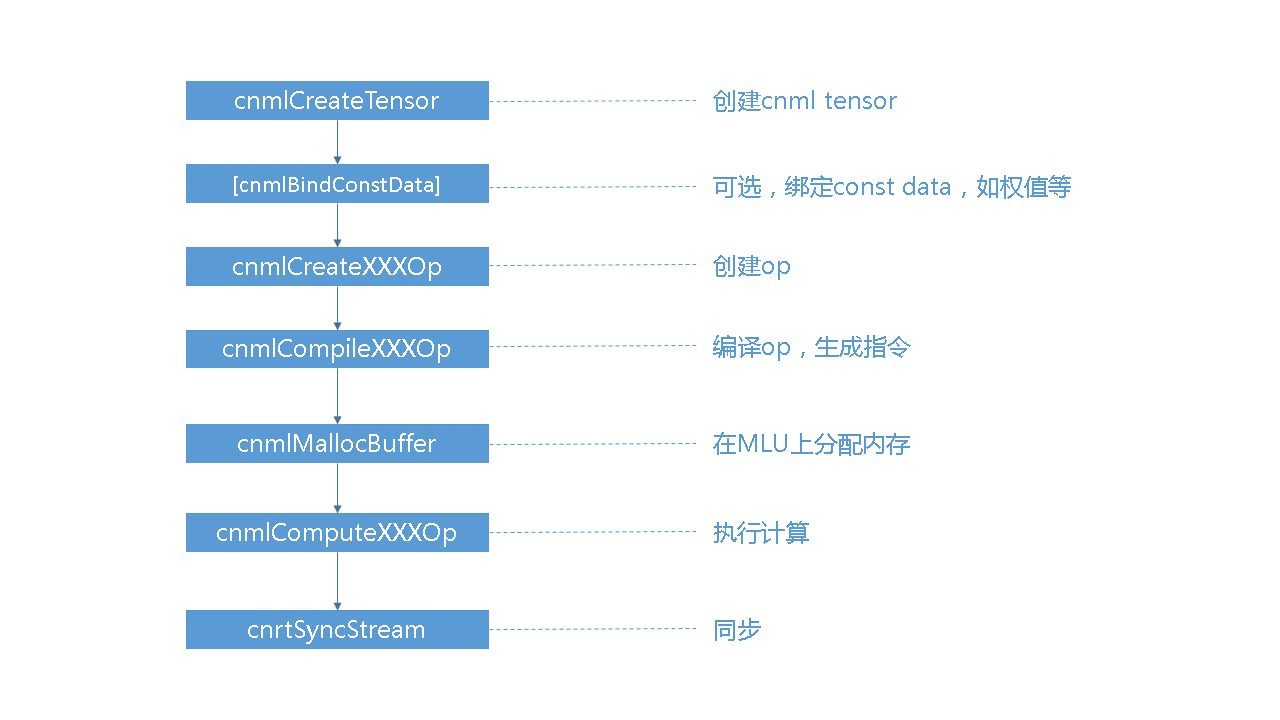 cnmlCreateTensor
创建cnml tensor
[cnmlBindConstData]
可选，绑定const data，如权值等
cnmlCreateXXXOp
创建op
cnmlCompileXXXOp
编译op，生成指令
cnmlMallocBuffer
在MLU上分配内存
cnmlComputeXXXOp
执行计算
cnrtSyncStream
同步